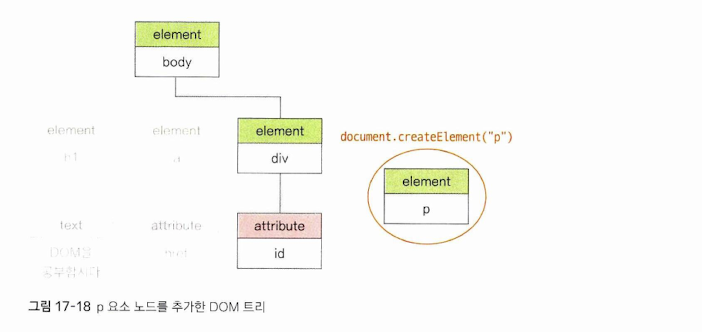 element
body
element
element
element
document.createElement("p")
h1
a
div
element
p
text
attribute
attribute
DOM을
href
id
공부합시다
그림 17-18 p 요소 노드를 추가한 DOM 트리